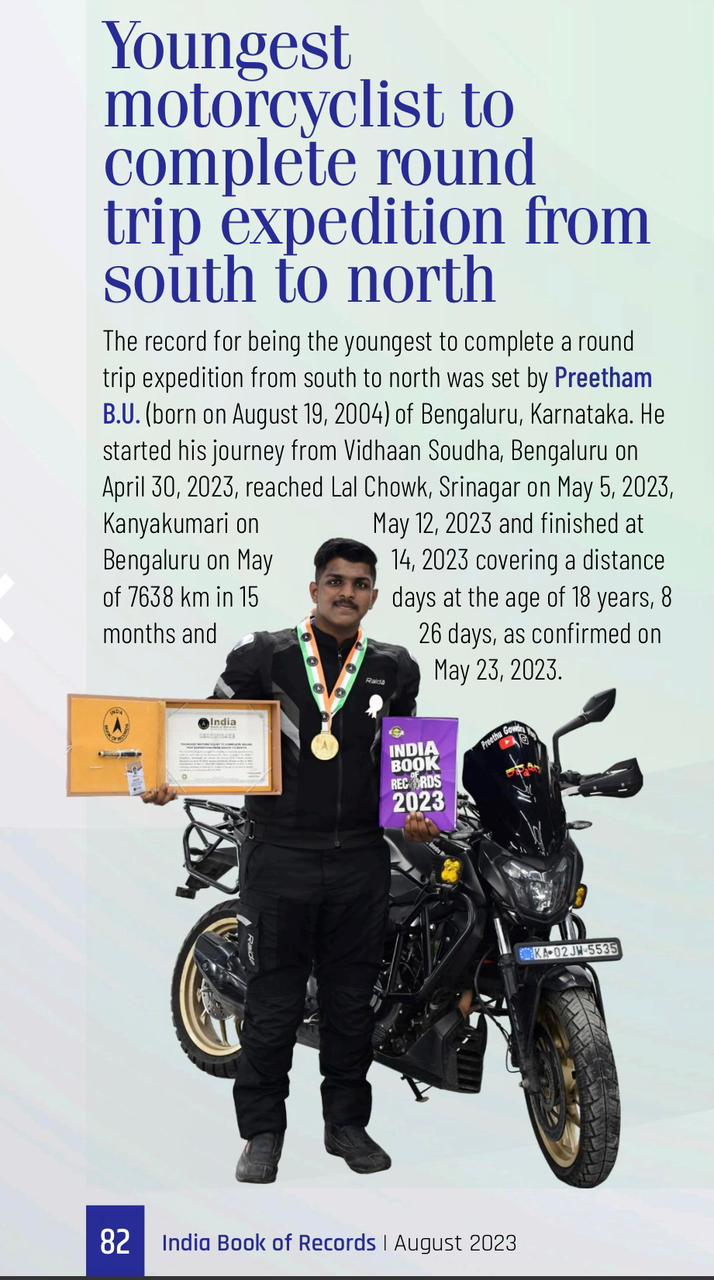 Youngest
motorcyclist to
complete round
trip expedition from
south to north
The record for being the youngest to complete a round
trip expedition from south to north was set by Preetham
B.U. (born on August 19, 2004) of Bengaluru, Karnataka. He
started his journey from Vidhaan Soudha, Bengaluru on
April 30, 2023, reached Lal Chowk, Srinagar on May 5, 2023,
Kanyakumari on May 12, 2023 and finished at
Bengaluru on May 14, 2023 covering a distance
of 7638 km in 15 days at the age of 18 years, 8
months and 26 days, as confirmed on
May 23, 2023.
Raida
India
CERTIFICATE
INDIA
BOOK
OF
RECORDS
2023
KA 02JW 5535
Raida
82 India Book of Records | August 2023